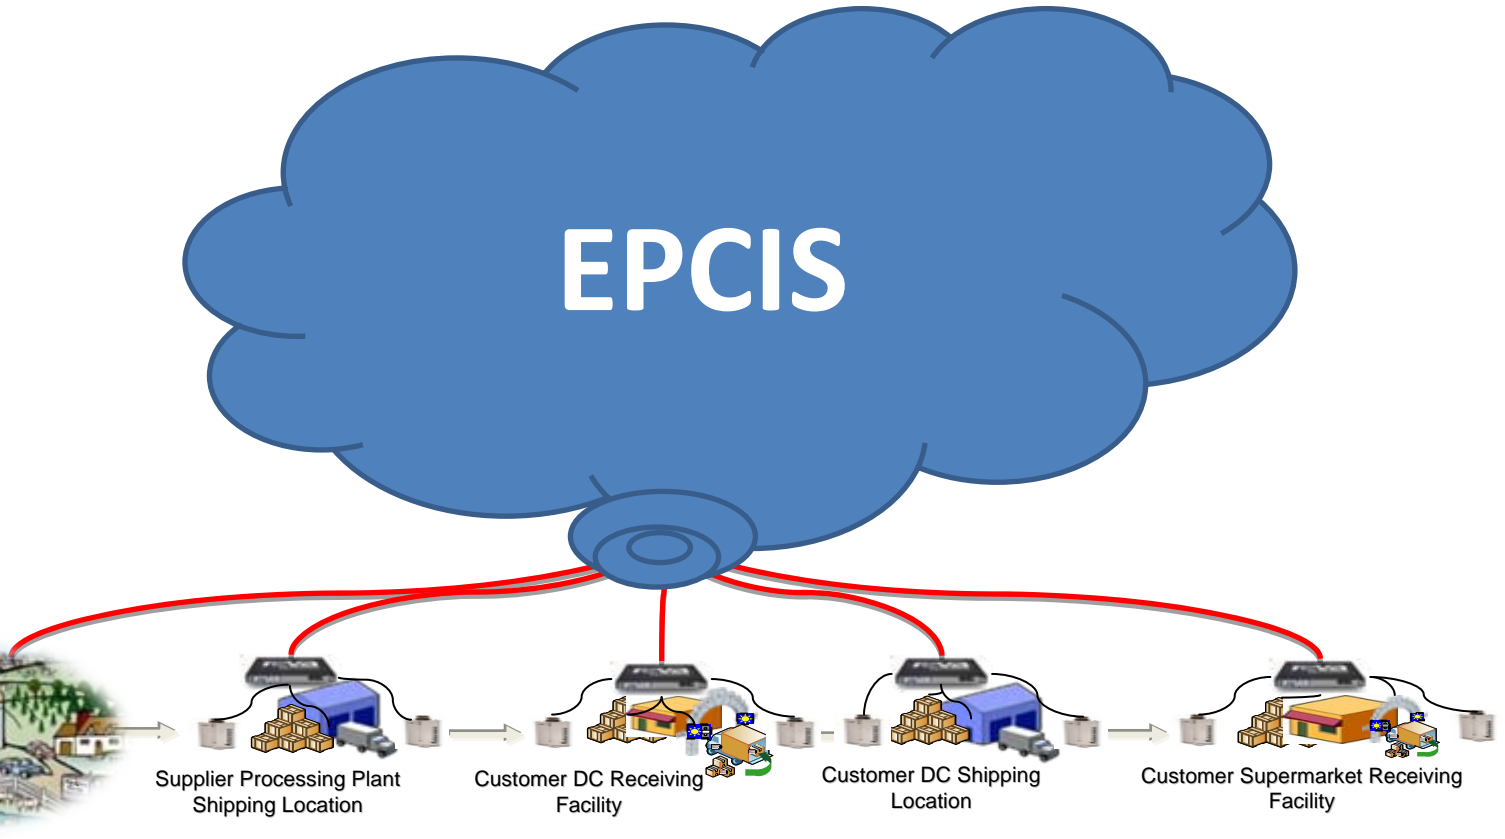 EPCIS
Supplier Processing Plant
Shipping Location
Customer DC Receiving
Facility
Customer DC Shipping
Location
Customer Supermarket Receiving
Facility